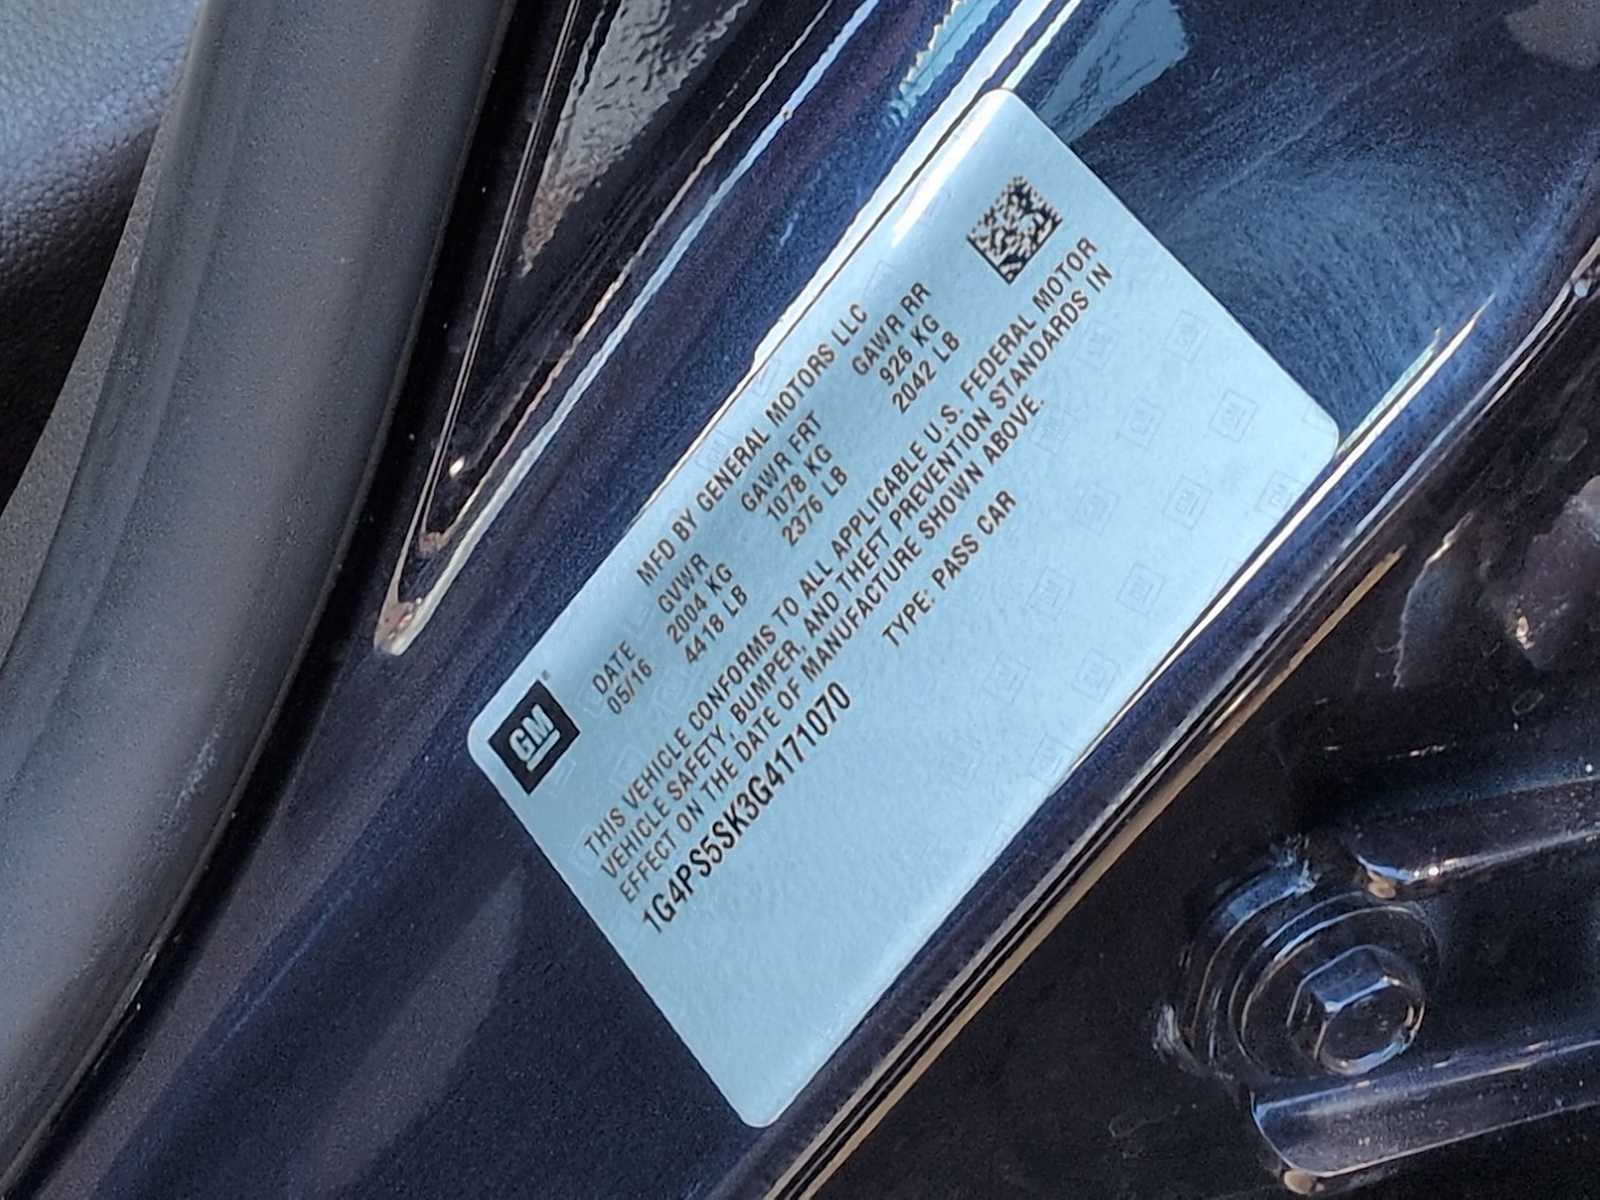 GM
MFD BY GENERAL MOTORS LLC
DATE GVWR GAWR FRT GAWR RR
05/16 2004 KG 1078 KG 926 KG
4418 LB 2376 LB 2042 LB
THIS VEHICLE CONFORMS TO ALL APPLICABLE U.S. FEDERAL MOTOR
VEHICLE SAFETY, BUMPER, AND THEFT PREVENTION STANDARDS IN
EFFECT ON THE DATE OF MANUFACTURE SHOWN ABOVE.
1G4PS5SK3G4171070 TYPE: PASS CAR